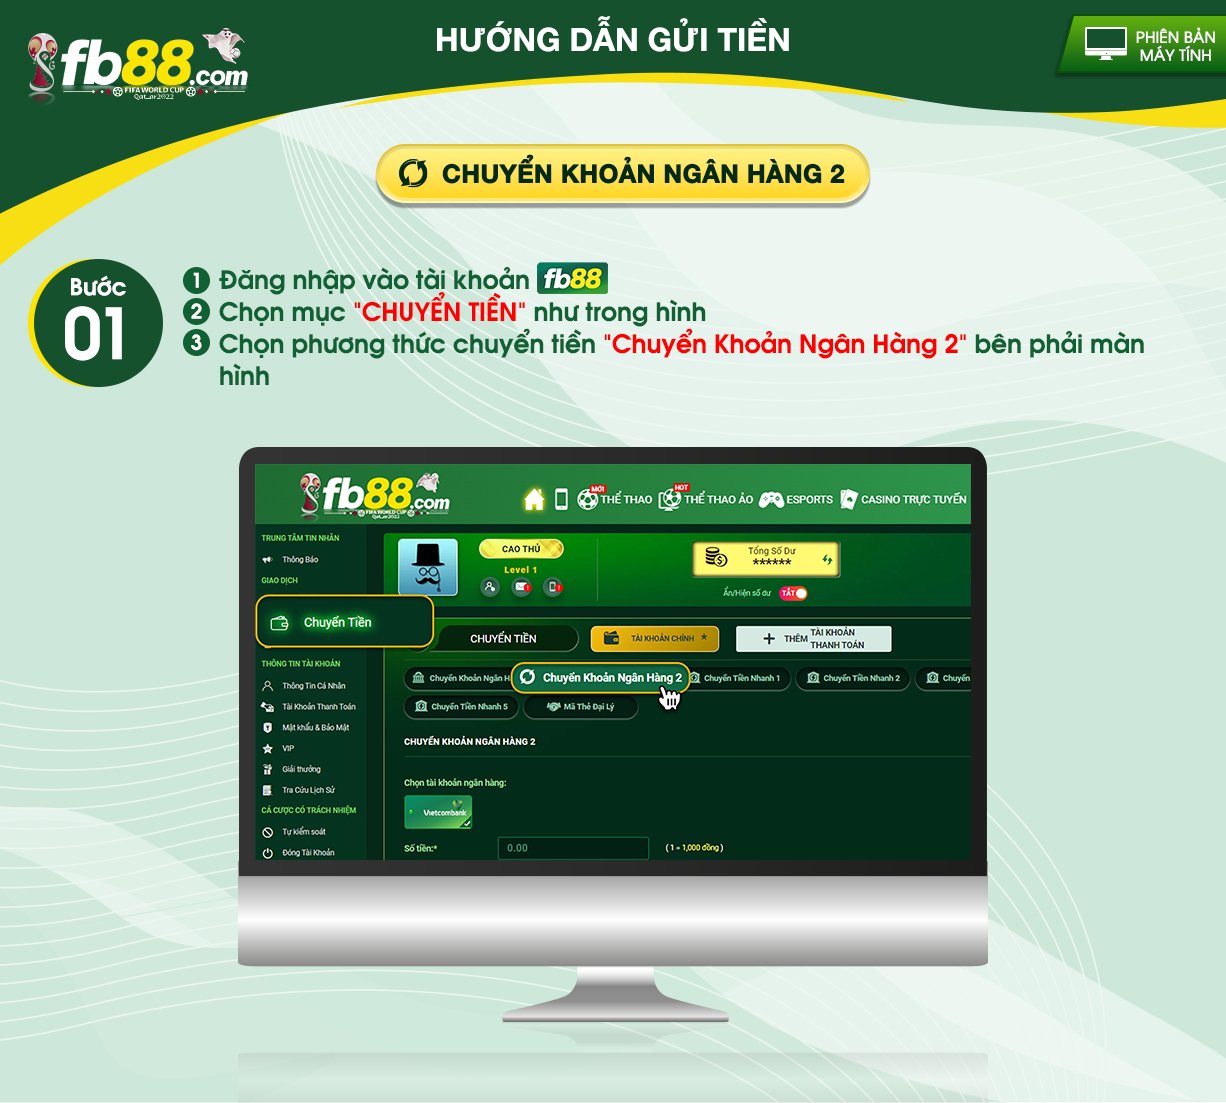 fb88.com
FIFA WORLD CUP
Qatar2022
HƯỚNG DẪN GỬI TIỀN
PHIÊN BẢN
MÁY TÍNH
CHUYỂN KHOẢN NGÂN HÀNG 2
Bước
01
1 Đăng nhập vào tài khoản fb88
2 Chọn mục "CHUYỂN TIỀN" như trong hình
3 Chọn phương thức chuyển tiền "Chuyển Khoản Ngân Hàng 2" bên phải màn
hình
fb88.com
FIFA WORLD CUP
Qatar2022
MỚI
THỂ THAO
HOT
THỂ THAO ẢO
ESPORTS
CASINO TRỰC TUYẾN
TRUNG TÂM TIN NHẮN
Thông Báo
GIAO DỊCH
Chuyển Tiền
THÔNG TIN TÀI KHOẢN
Thông Tin Cá Nhân
Tài Khoản Thanh Toán
Mật khẩu & Bảo Mật
VIP
Giải thưởng
Tra Cứu Lịch Sử
CÁ CƯỢC CÓ TRÁCH NHIỆM
Tự kiểm soát
Đóng Tài Khoản
CAO THỦ
Level 1
Tổng Số Dư
******
Ẩn/Hiện số dư TẮT
CHUYỂN TIỀN
TÀI KHOẢN CHÍNH *
+ THÊM TÀI KHOẢN
THANH TOÁN
Chuyển Khoản Ngân H
Chuyển Khoản Ngân Hàng 2
Chuyển Tiền Nhanh 1
Chuyển Tiền Nhanh 2
Chuyển
Chuyển Tiền Nhanh 5
Mã Thẻ Đại Lý
CHUYỂN KHOẢN NGÂN HÀNG 2
Chọn tài khoản ngân hàng:
Vietcombank
Số tiền:* 0.00 ( 1 = 1,000 đồng )